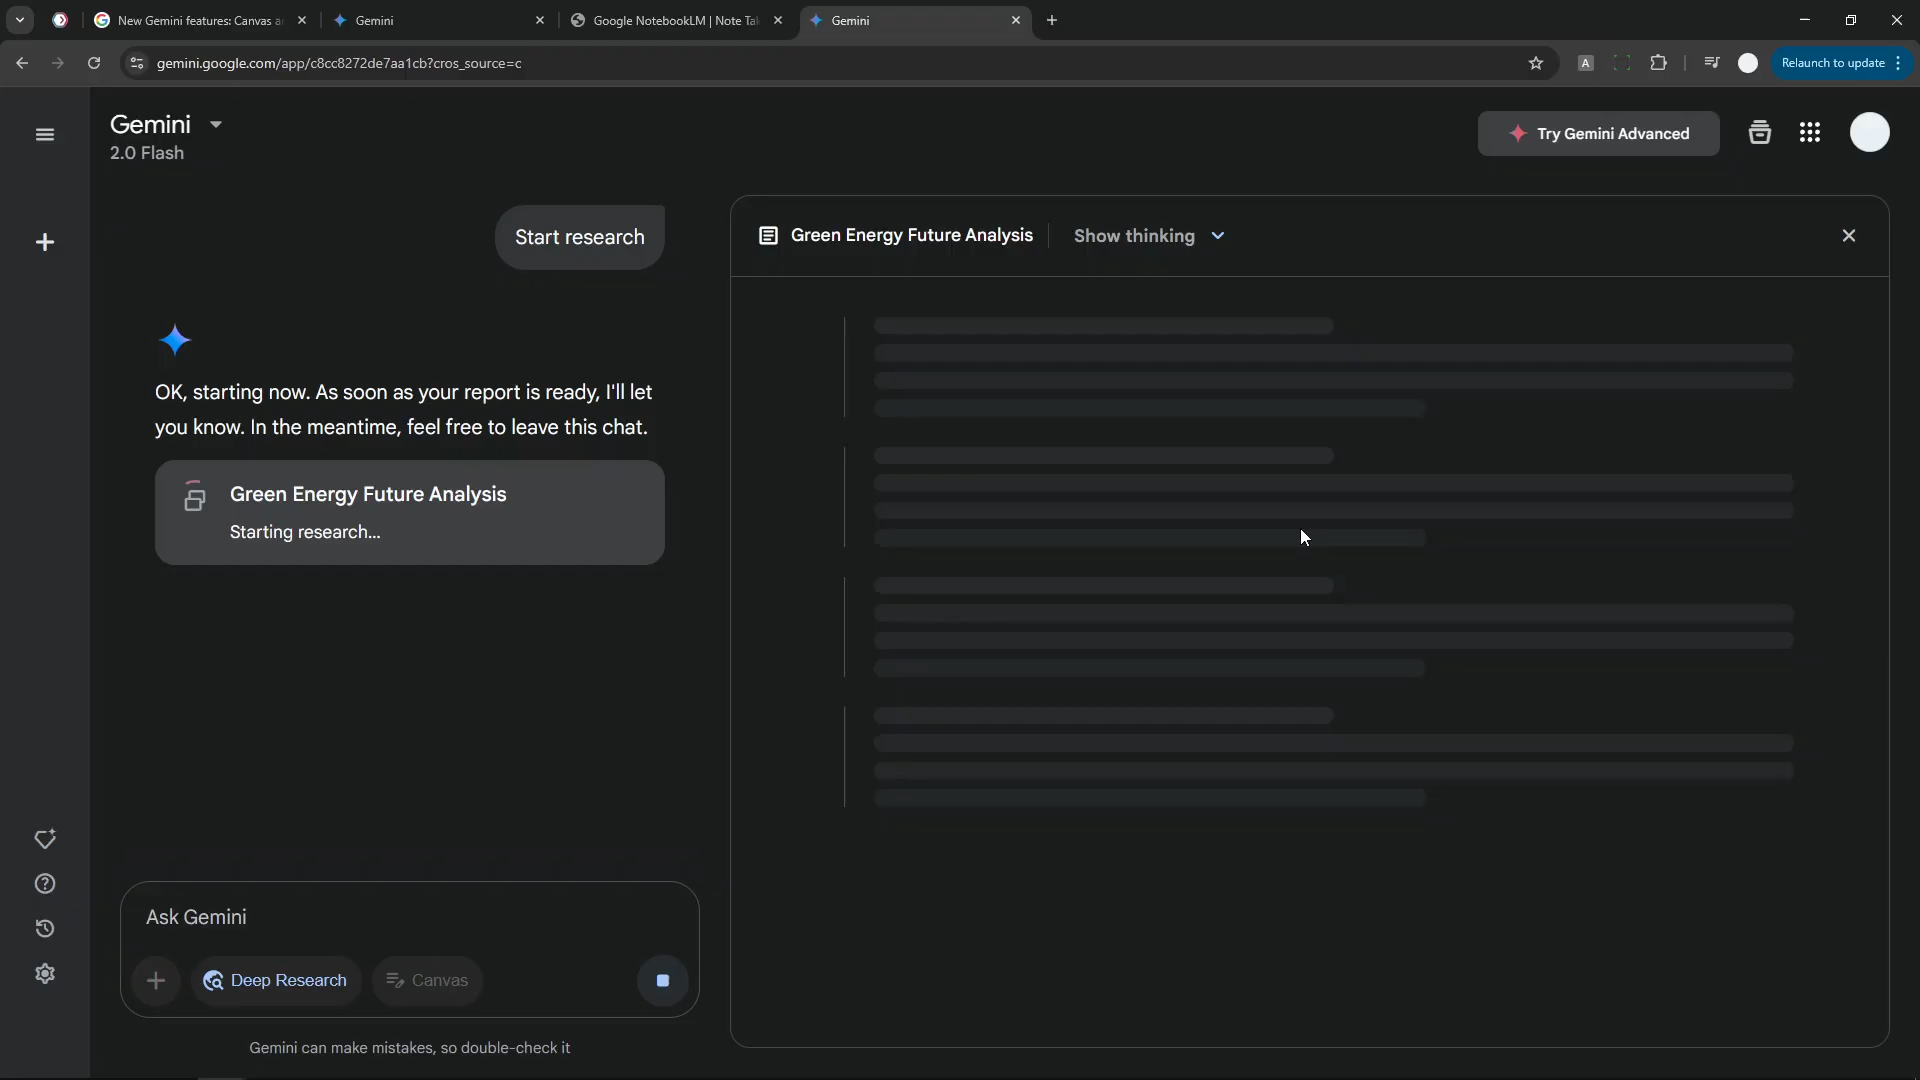 New Gemini features: Canvas a
Gemini
Google NotebookLM | Note Ta
Gemini
gemini.google.com/app/c8cc8272de7aa1cb?cros_source=c
A
Relaunch to update
Gemini
2.0 Flash
Try Gemini Advanced
Start research
Green Energy Future Analysis
Show thinking
OK, starting now. As soon as your report is ready, I'll let
you know. In the meantime, feel free to leave this chat.
Green Energy Future Analysis
Starting research...
Ask Gemini
Deep Research
Canvas
Gemini can make mistakes, so double-check it